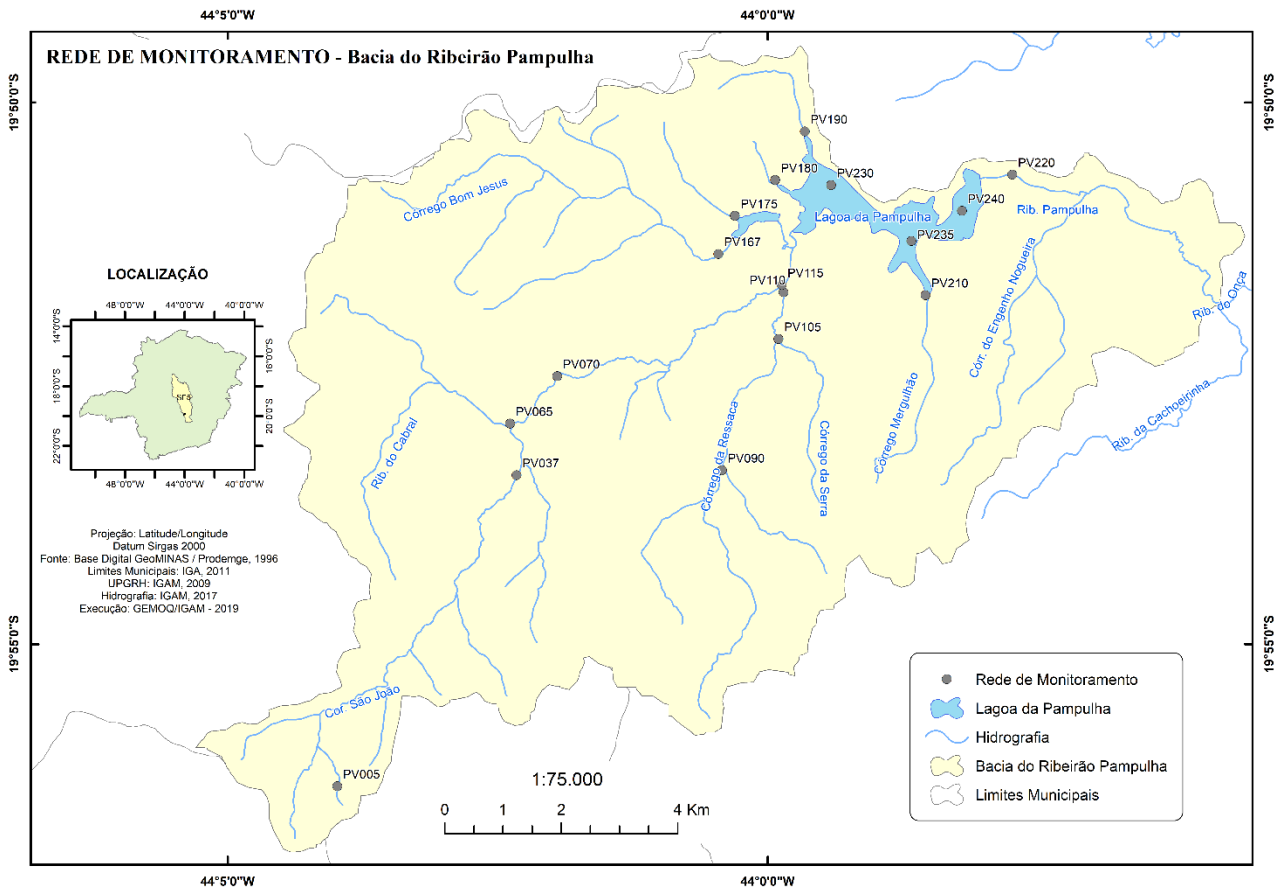 44°5'0"W
44°0'0"W
REDE DE MONITORAMENTO - Bacia do Ribeirão Pampulha
19°50'0"S
19°50'0"S
PV190
PV180
PV230
PV220
Córrego Bom Jesus
PV175
Lagoa da Pampulha
PV240
Rib. Pampulha
PV235
PV167
LOCALIZAÇÃO
PV115
PV110
PV210
Rib. do Onça
Córr. do Engenho Nogueira
48°0'0"W 44°0'0"W 40°0'0"W
14°0'0"S
16°0'0"S
18°0'0"S
20°0'0"S
22°0'0"S
SF5
48°0'0"W 44°0'0"W 40°0'0"W
PV105
PV070
PV065
Rib. do Cabral
PV037
Córrego da Ressaca
PV090
Córrego da Serra
Córrego Mergulhão
Rib. da Cachoeirinha
Projeção: Latitude/Longitude
Datum Sirgas 2000
Fonte: Base Digital GeoMINAS / Prodemge, 1996
Limites Municipais: IGA, 2011
UPGRH: IGAM, 2009
Hidrografia: IGAM, 2017
Execução: GEMOQ/IGAM - 2019
19°55'0"S
19°55'0"S
Cor. São João
PV005
1:75.000
0 1 2 4 Km
Rede de Monitoramento
Lagoa da Pampulha
Hidrografia
Bacia do Ribeirão Pampulha
Limites Municipais
44°5'0"W
44°0'0"W